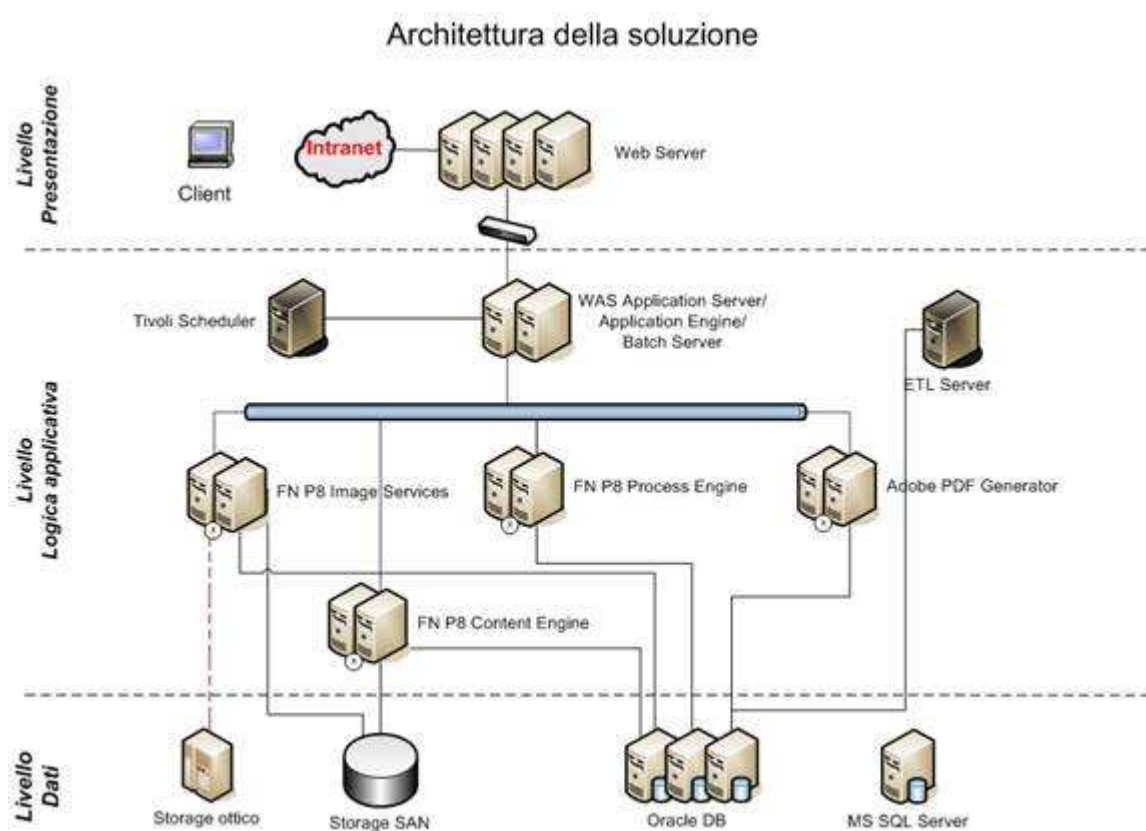 Architettura della soluzione
Livello
Presentazione
Client
Intranet
Web Server
Livello
Logica applicativa
Tivoli Scheduler
WAS Application Server/
Application Engine/
Batch Server
ETL Server
FN P8 Image Services
FN P8 Process Engine
Adobe PDF Generator
FN P8 Content Engine
Livello
Dati
Storage ottico
Storage SAN
Oracle DB
MS SQL Server